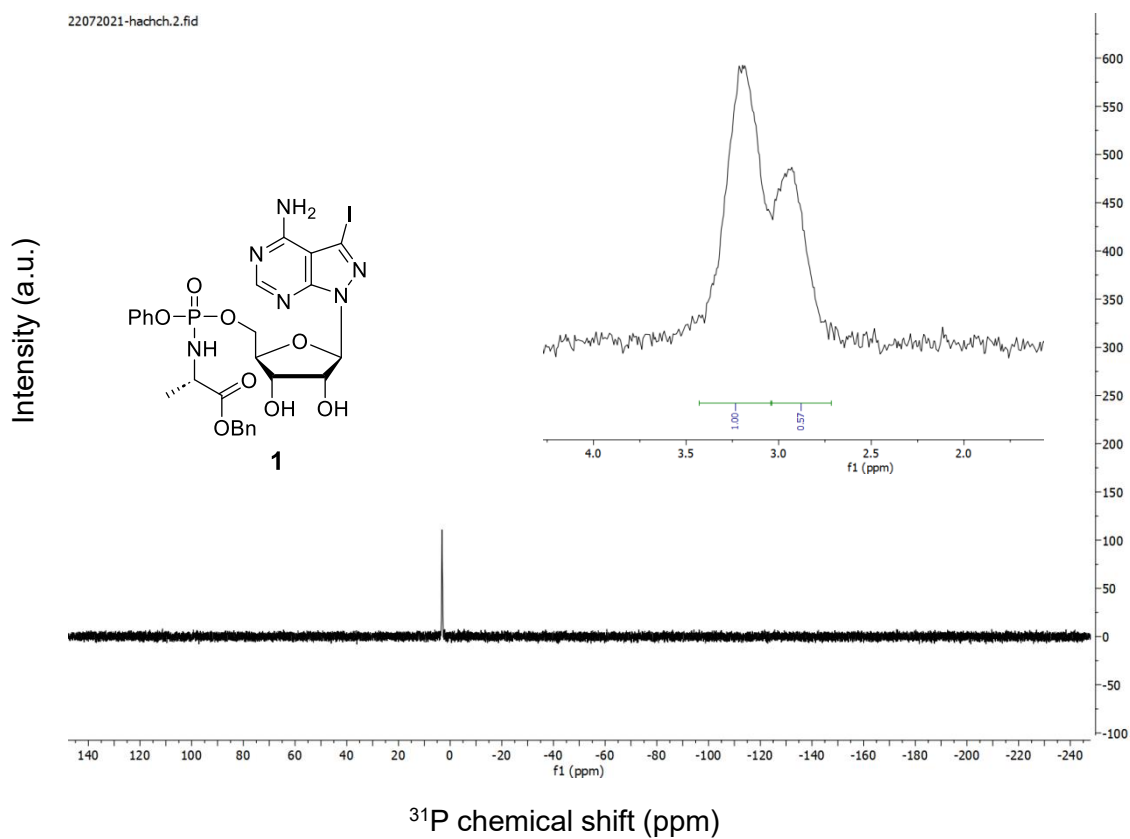 22072021-hachch.2.fid
Intensity (a.u.)
600
550
500
450
400
350
300
250
200
150
100
50
0
-50
-100
1.00
0.57
4.0 3.5 3.0 2.5 2.0
f1 (ppm)
NH2
I
N
N
N
N
N
O
PhO
P
O
NH
O
O
OBn
OH
OH
1
140 120 100 80 60 40 20 0 -20 -40 -60 -80 -100 -120 -140 -160 -180 -200 -220 -240
f1 (ppm)
31P chemical shift (ppm)